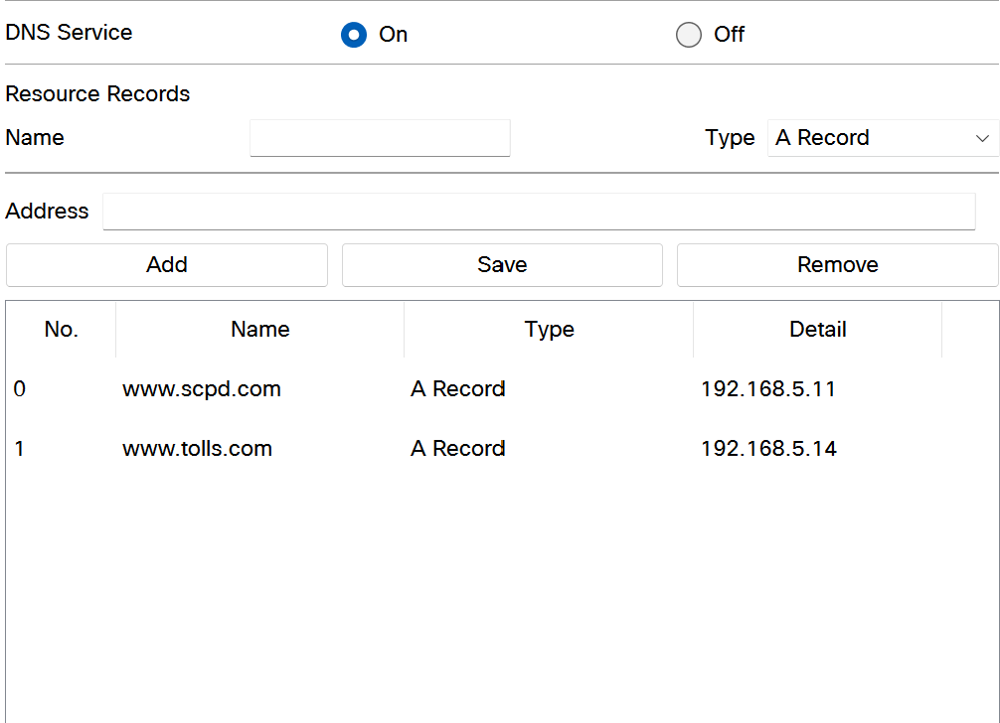 DNS Service On Off
Resource Records
Name Type A Record
Address
Add Save Remove
No. Name Type Detail
0 www.scpd.com A Record 192.168.5.11
1 www.tolls.com A Record 192.168.5.14